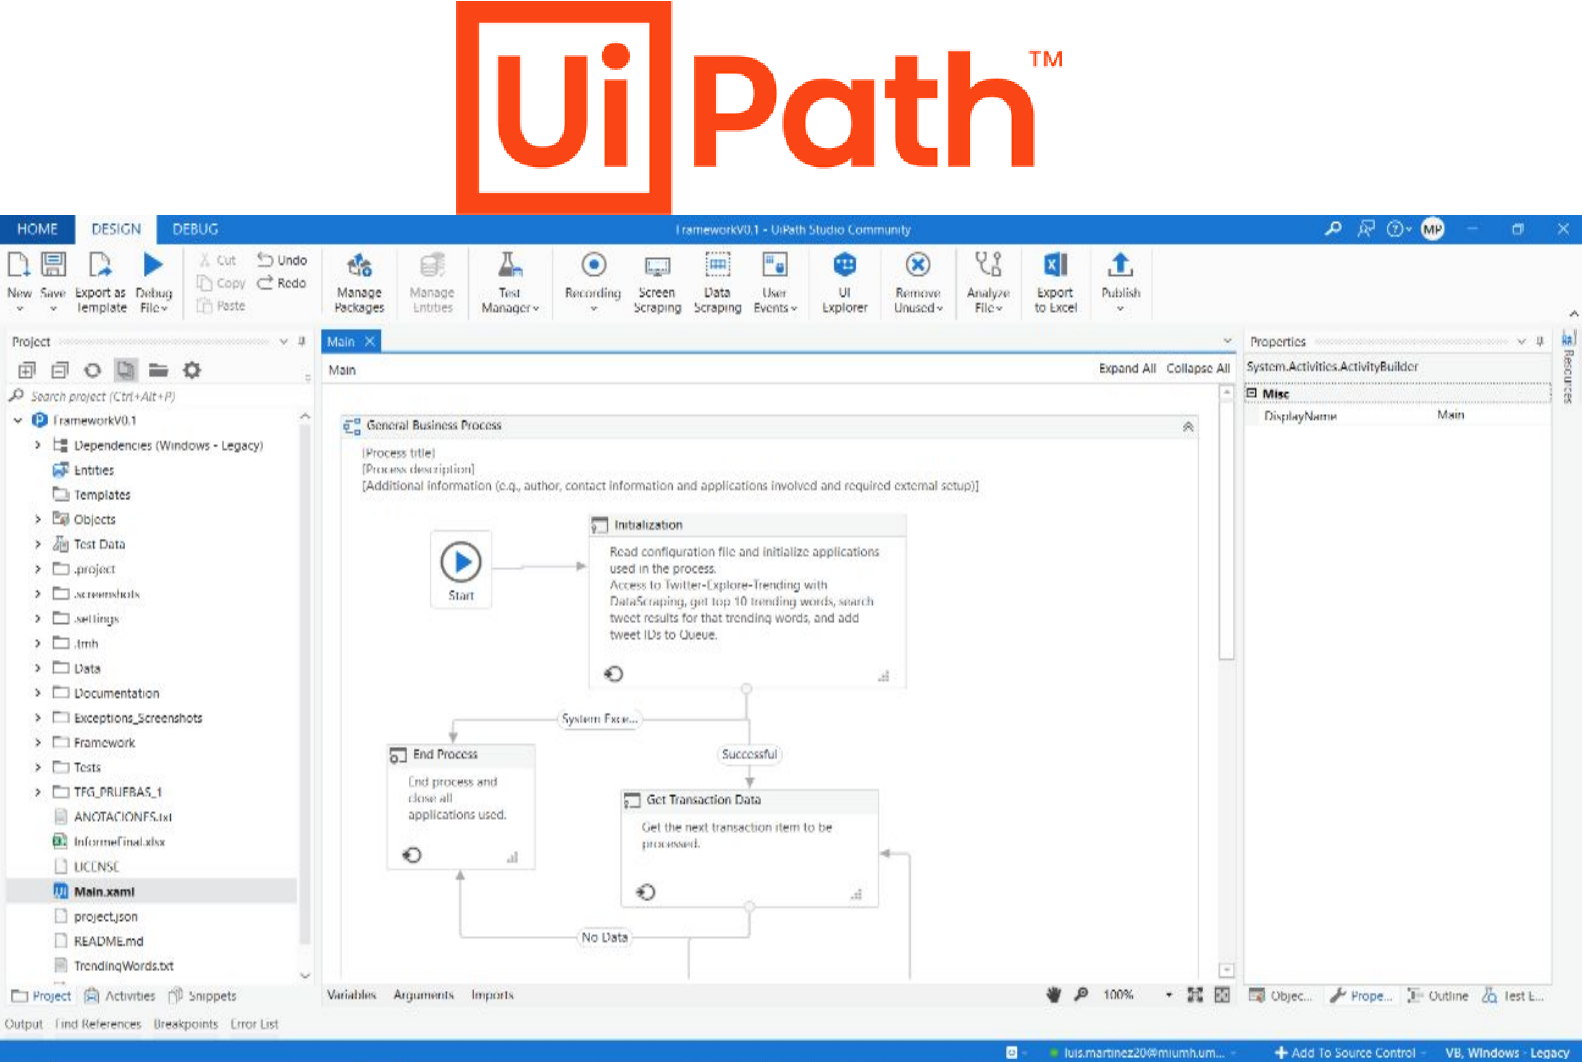 UiPath™
HOME DESIGN DEBUG
FrameworkV0.1 - UiPath Studio Community
MP
New Save Export as Template Debug File
Cut Copy Paste
Undo Redo
Manage Packages
Manage Entities
Test Manager
Recording
Screen Scraping
Data Scraping
User Events
UI Explorer
Remove Unused
Analyze File
Export to Excel
Publish
Project
Search project (Ctrl+Alt+P)
FrameworkV0.1
Dependencies (Windows - Legacy)
Entities
Templates
Objects
Test Data
.project
.screenshots
.settings
.tmh
Data
Documentation
Exceptions_Screenshots
Framework
Tests
TFG_PRUEBAS_1
ANOTACIONES.txt
InformeFinal.xlsx
LICENSE
Main.xaml
project.json
README.md
TrendingWords.txt
Project Activities Snippets
Main
Main
Expand All Collapse All
General Business Process
[Process title]
[Process description]
[Additional information (e.g., author, contact information and applications involved and required external setup)]
Start
Initialization
Read configuration file and initialize applications
used in the process.
Access to Twitter-Explore-Trending with
DataScraping, get top 10 trending words, search
tweet results for that trending words, and add
tweet IDs to Queue.
System Exce...
Successful
End Process
End process and
close all
applications used.
Get Transaction Data
Get the next transaction item to be
processed.
No Data
Variables Arguments Imports
100%
Properties
System.Activities.ActivityBuilder
Misc
DisplayName Main
Resources
Objec... Prope... Outline Test E...
Output Find References Breakpoints Error List
luis.martinez20@miumh.um...
Add To Source Control
VB, Windows - Legacy